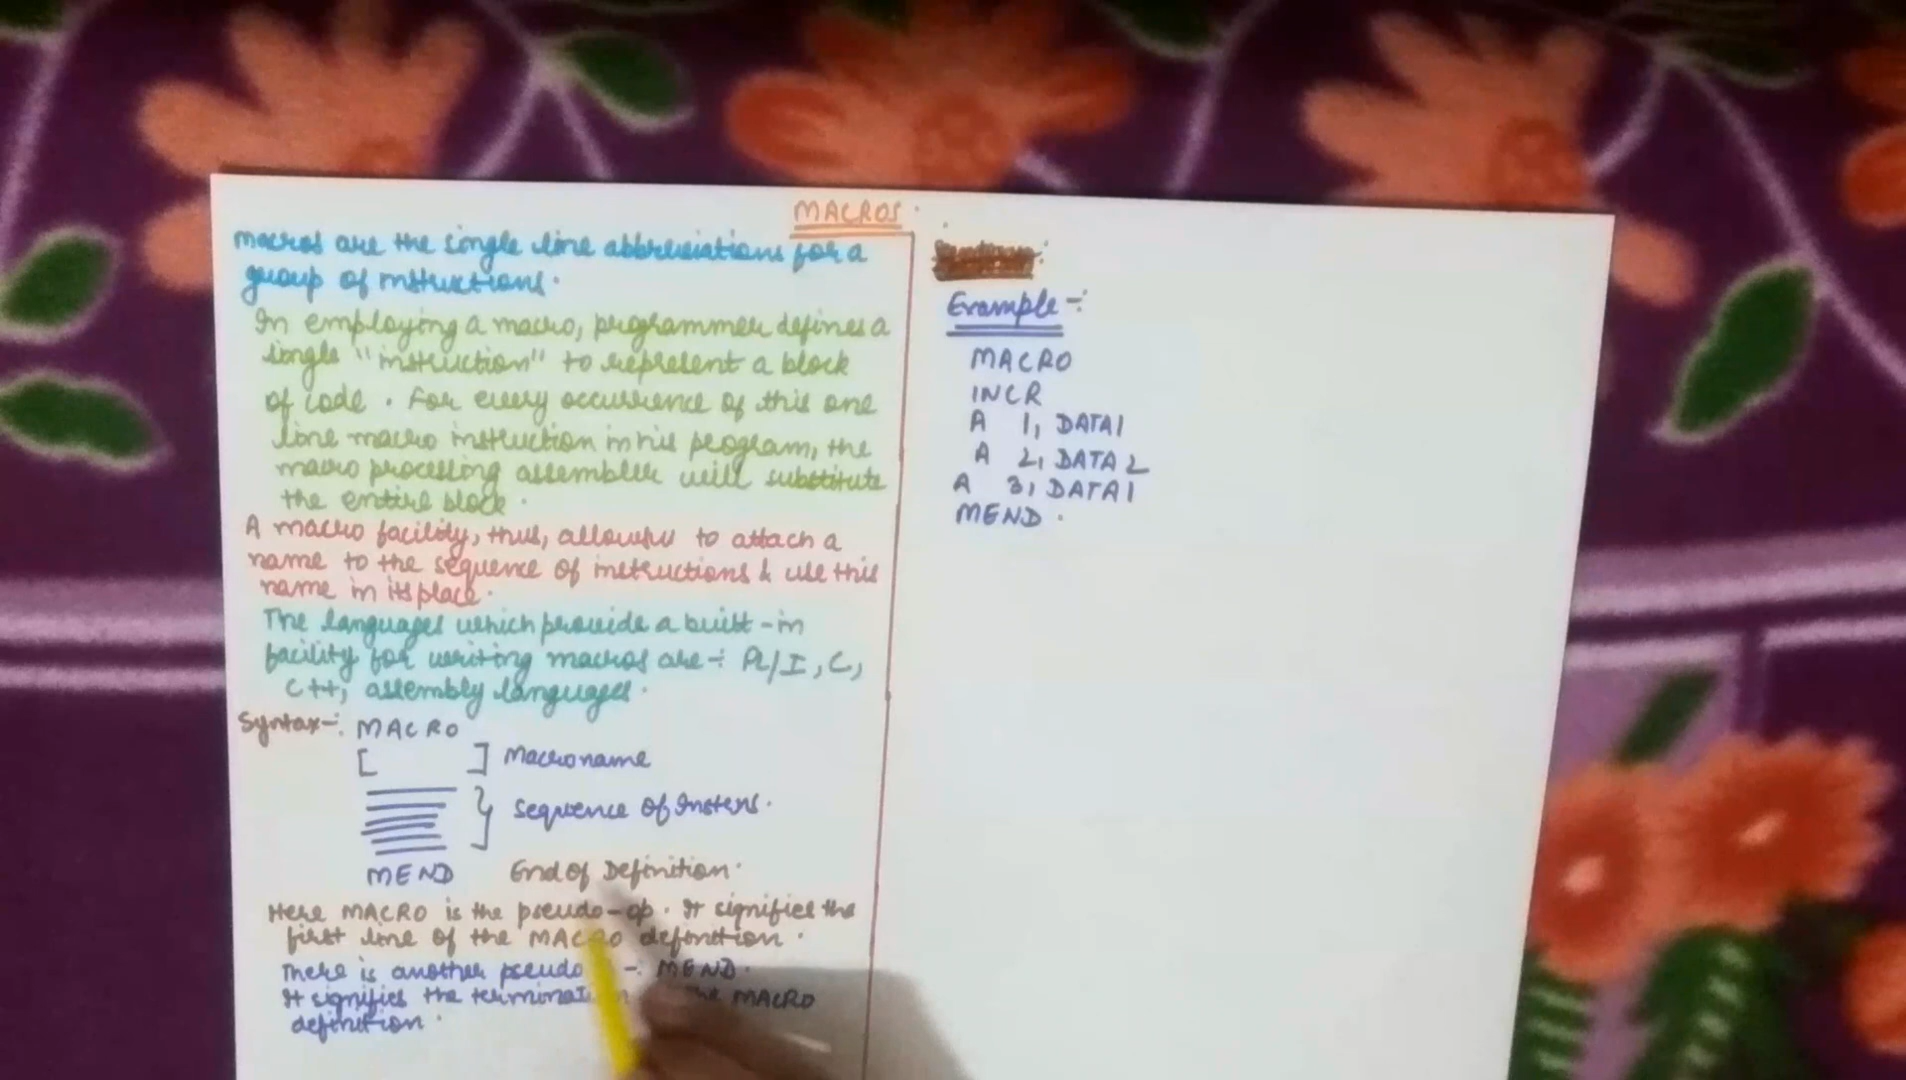 MACROS
Macros are the single line abbreviations for a
group of instructions.
In employing a macro, programmer defines a
single "instruction" to represent a block
of code. For every occurrence of this one
line macro instruction in his program, the
macro processing assembler will substitute
the entire block.
A macro facility, thus, allows us to attach a
name to the sequence of instructions & use this
name in its place.
The languages which provide a built-in
facility for writing macros are :- PL/I, C,
C++, assembly languages.
Syntax-: MACRO
[ ] Macroname
} sequence of Instrns.
MEND End of Definition.
Here MACRO is the pseudo-op. It signifies the
first line of the MACRO definition.
There is another pseudo -: MEND.
It signifies the the MACRO
definition.
Example-:
MACRO
INCR
A 1, DATA1
A 2, DATA2
A 3, DATA1
MEND.